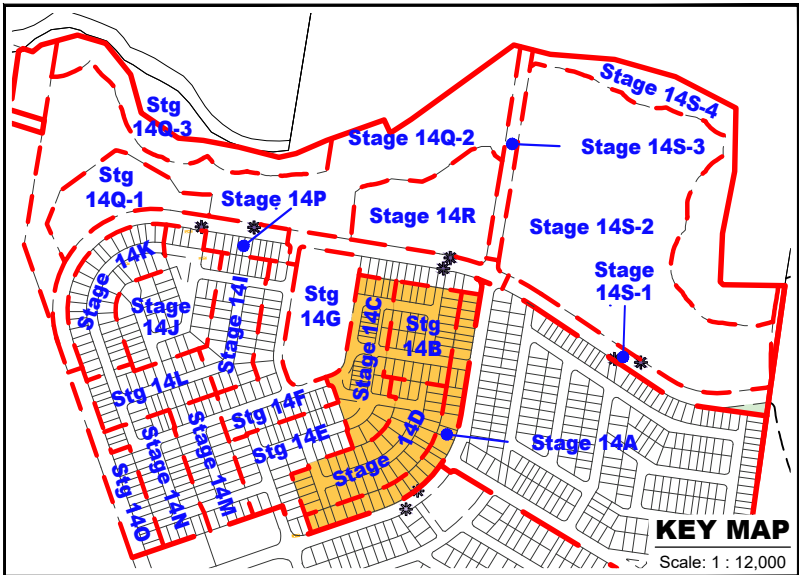 Stage 14S-4
Stg
14Q-3
Stage 14Q-2
Stage 14S-3
Stg
14Q-1
Stage 14P
Stage 14R
Stage 14S-2
Stage 14K
Stage
14S-1
Stage
14J
Stage 14I
Stg
14G
Stage 14C
Stg
14B
Stg 14L
Stg 14F
Stg 14E
Stage 14D
Stage 14A
Stg 14O
Stage 14N
Stage 14M
KEY MAP
Scale: 1 : 12,000